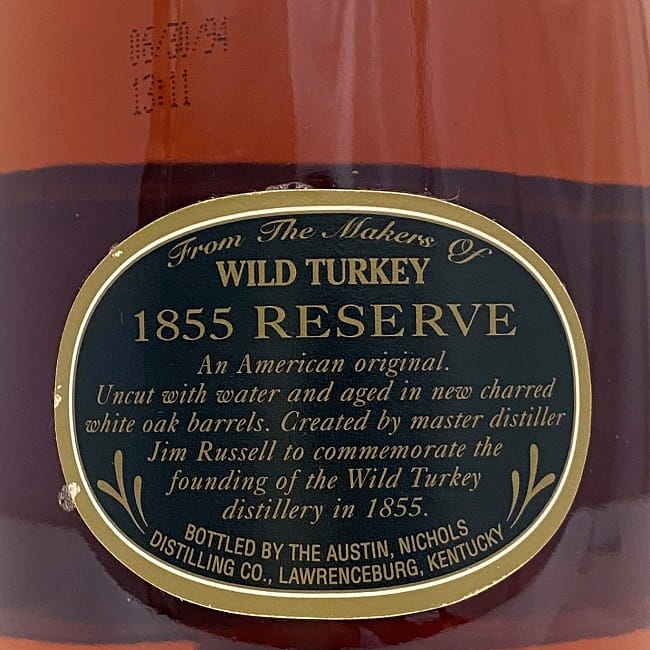 06/30/94
13:11
From The Makers Of
WILD TURKEY
1855 RESERVE
An American original.
Uncut with water and aged in new charred
white oak barrels. Created by master distiller
Jim Russell to commemorate the
founding of the Wild Turkey
distillery in 1855.
BOTTLED BY THE AUSTIN, NICHOLS
DISTILLING CO., LAWRENCEBURG, KENTUCKY